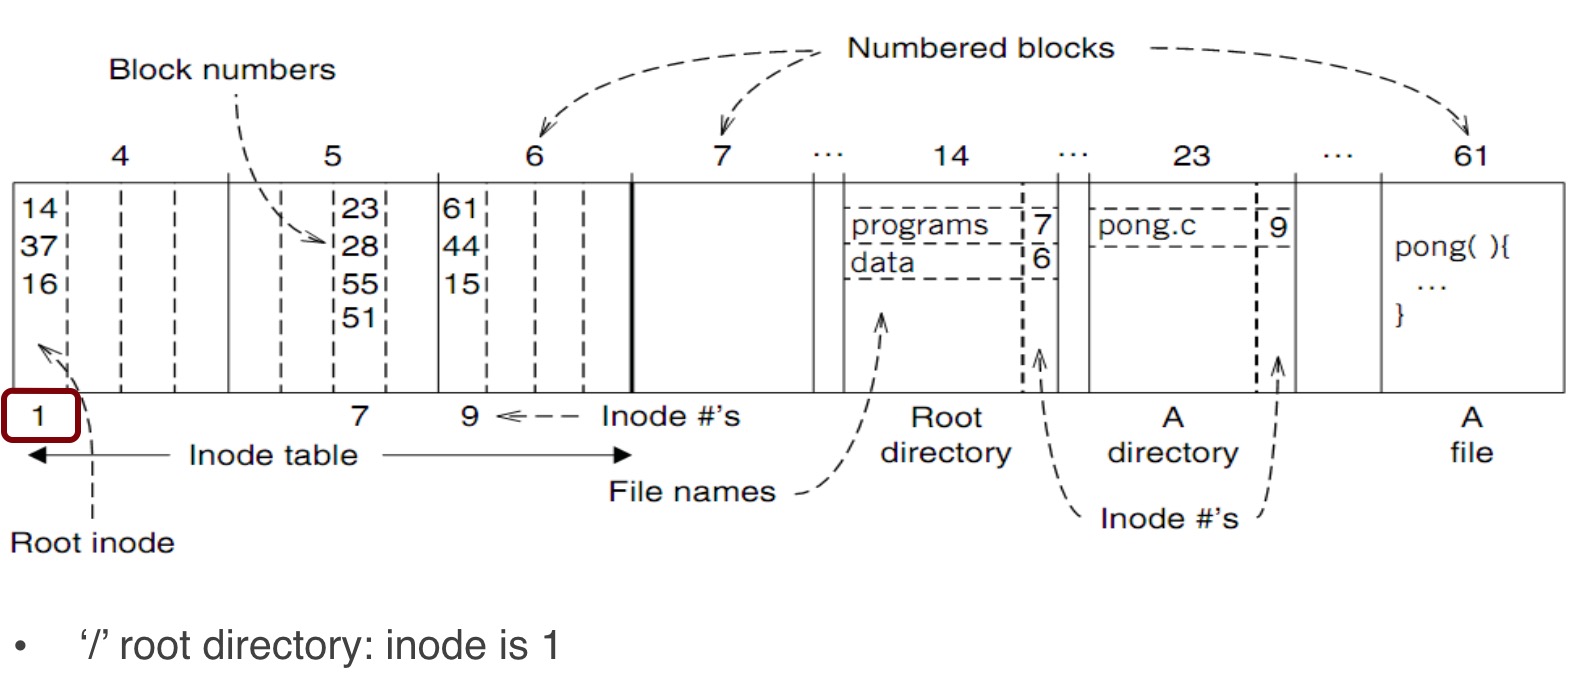 Numbered blocks
Block numbers
4 5 6 7 ... 14 ... 23 ... 61
14 23 61
programs 7 pong.c 9
37 28 44 pong( ){
data 6
16 55 15 ...
51 }
1 7 9 Inode #’s Root A A
Inode table directory directory file
File names
Inode #’s
Root inode
• ‘/’ root directory: inode is 1